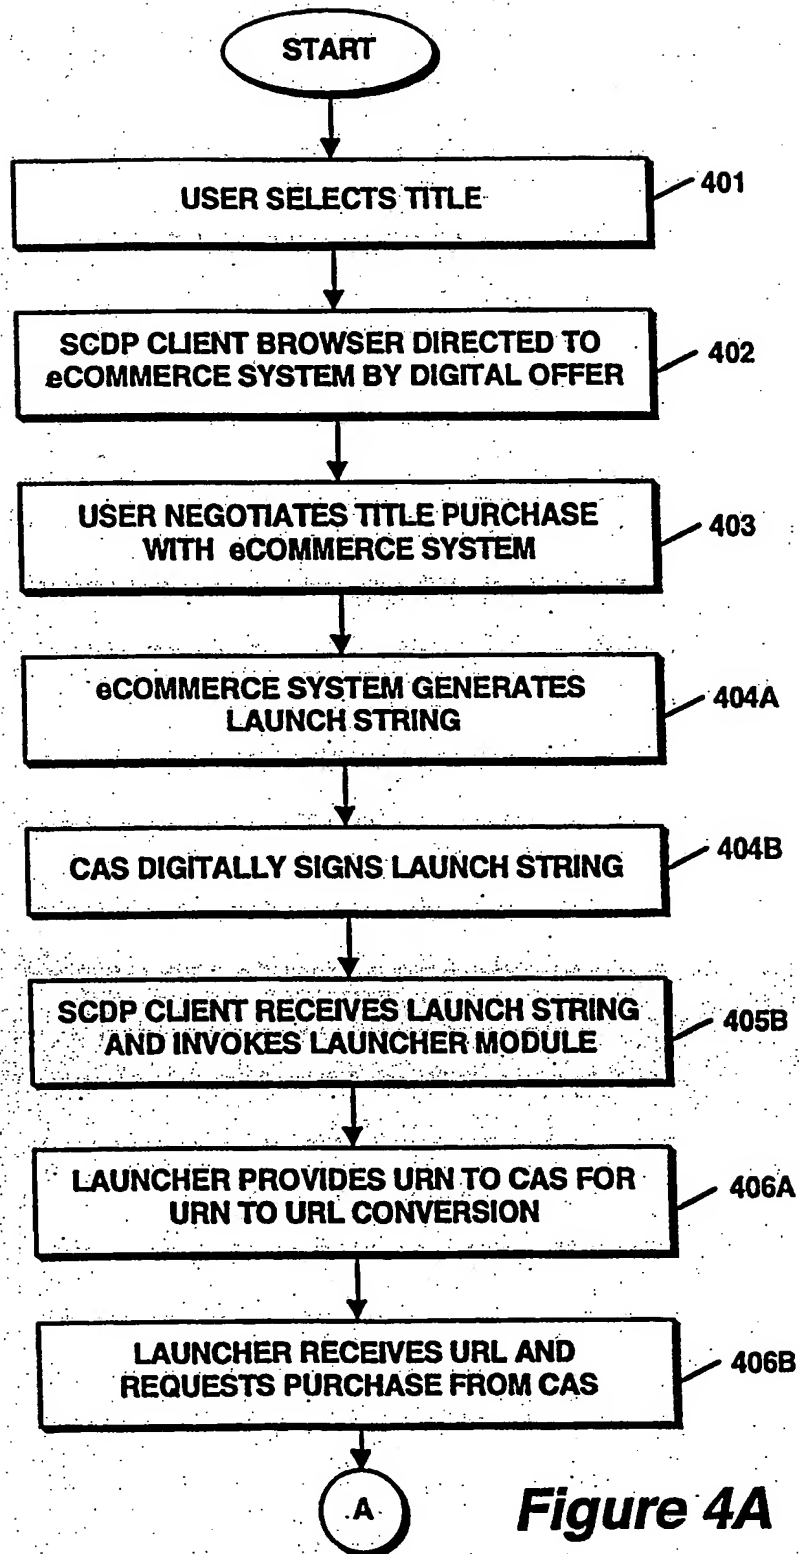 START
USER SELECTS TITLE
401
SCDP CLIENT BROWSER DIRECTED TO
eCOMMERCE SYSTEM BY DIGITAL OFFER
402
USER NEGOTIATES TITLE PURCHASE
WITH eCOMMERCE SYSTEM
403
eCOMMERCE SYSTEM GENERATES
LAUNCH STRING
404A
CAS DIGITALLY SIGNS LAUNCH STRING
404B
SCDP CLIENT RECEIVES LAUNCH STRING
AND INVOKES LAUNCHER MODULE
405B
LAUNCHER PROVIDES URN TO CAS FOR
URN TO URL CONVERSION
406A
LAUNCHER RECEIVES URL AND
REQUESTS PURCHASE FROM CAS
406B
A
Figure 4A